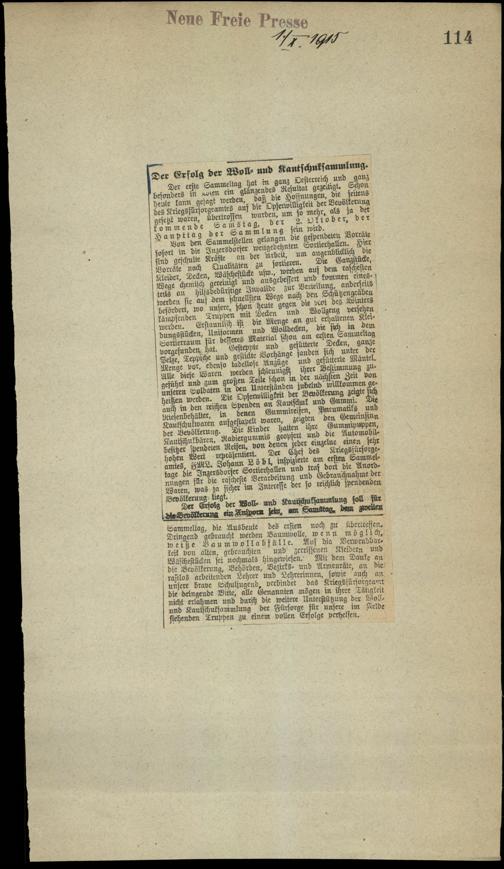 Neue Freie Presse
1/X. 1915
114
Der Erfolg der Woll- und Kautschuksammlung.
Der erste Sammeltag hat in ganz Oesterreich und ganz
besonders in Wien ein glänzendes Resultat gezeitigt. Schon
heute kann gesagt werden, daß die Hoffnungen, die seitens
des Kriegsfürsorgeamtes auf die Opferwilligkeit der Bevölkerung
gesetzt waren, übertroffen wurden, um so mehr, als ja der
kommende Samstag, der 2. Oktober, der
Haupttag der Sammlung sein wird.
Von den Sammelstellen gelangen die gespendeten Vorräte
sofort in die Inzersdorfer weitgedehnten Sortierhallen. Hier
sind geschulte Kräfte an der Arbeit, um augenblicklich die
Vorräte nach Qualitäten zu sortieren. Die Ganzstücke,
Kleider, Decken, Wäschestücke usw., werden auf dem raschesten
Wege chemisch gereinigt und ausgebessert und kommen eines-
teils an hilfsbedürftige Invalide zur Verteilung, anderseits
werden sie auf dem schnellsten Wege nach den Schützengräben
befördert, wo unsere, schon heute gegen die Not des Winters
kämpfenden Truppen mit Decken und Wollzeug versehen
werden. Erstaunlich ist die Menge an gut erhaltenen Klei-
dungsstücken, Uniformen und Wolldecken, die sich in dem
Sortierraum für besseres Material schon am ersten Sammeltag
vorgefunden hat. Gesteppte und gefütterte Decken, ganze
Pelze, Teppiche und gestickte Vorhänge fanden sich unter der
Menge vor, ebenso tadellose Anzüge und gefütterte Mäntel.
Alle diese Waren werden schleunigst ihrer Bestimmung zu-
geführt und zum großen Teile schon in der nächsten Zeit von
unseren Soldaten in den Unterständen jubelnd willkommen ge-
heißen werden. Die Opferwilligkeit der Bevölkerung zeigte sich
auch in den reichen Spenden an Kautschuk und Gummi. Die
Riesenbehälter, in denen Gummireifen, Pneumatiks und
Kautschukwaren aufgestapelt waren, zeigten den Gemeinsinn
der Bevölkerung. Die Kinder hatten ihre Gummipuppen,
Kautschukbären, Radiergummis geopfert und die Automobil-
besitzer spendeten Reifen, von denen jeder einzelne einen sehr
hohen Wert repräsentiert. Der Chef des Kriegsfürsorge-
amtes, FML. Johann Löbl, inspizierte am ersten Sammel-
tage die Inzersdorfer Sortierhallen und traf dort die Anord-
nungen für die rascheste Verarbeitung und Gebrauchnahme der
Waren, was ja sicher im Interesse der so reichlich spendenden
Bevölkerung liegt.
Der Erfolg der Woll- und Kautschuksammlung soll für
die Bevölkerung ein Ansporn sein, am Samstag, dem zweiten
Sammeltag, die Ausbeute des ersten noch zu übertreffen.
Dringend gebraucht werden Baumwolle, wenn möglich,
weiße Baumwollabfälle. Auf die Verwendbar-
keit von alten, gebrauchten und zerrissenen Kleidern und
Wäschestücken sei nochmals hingewiesen. Mit dem Danke an
die Bevölkerung, Behörden, Bezirks- und Armenräte, an die
rastlos arbeitenden Lehrer und Lehrerinnen, sowie auch an
unsere brave Schuljugend, verbindet das Kriegsfürsorgeamt
die dringende Bitte, alle Genannten mögen in ihrer Tätigkeit
nicht erlahmen und durch die weitere Unterstützung der Woll-
und Kautschuksammlung der Fürsorge für unsere im Felde
stehenden Truppen zu einem vollen Erfolge verhelfen.